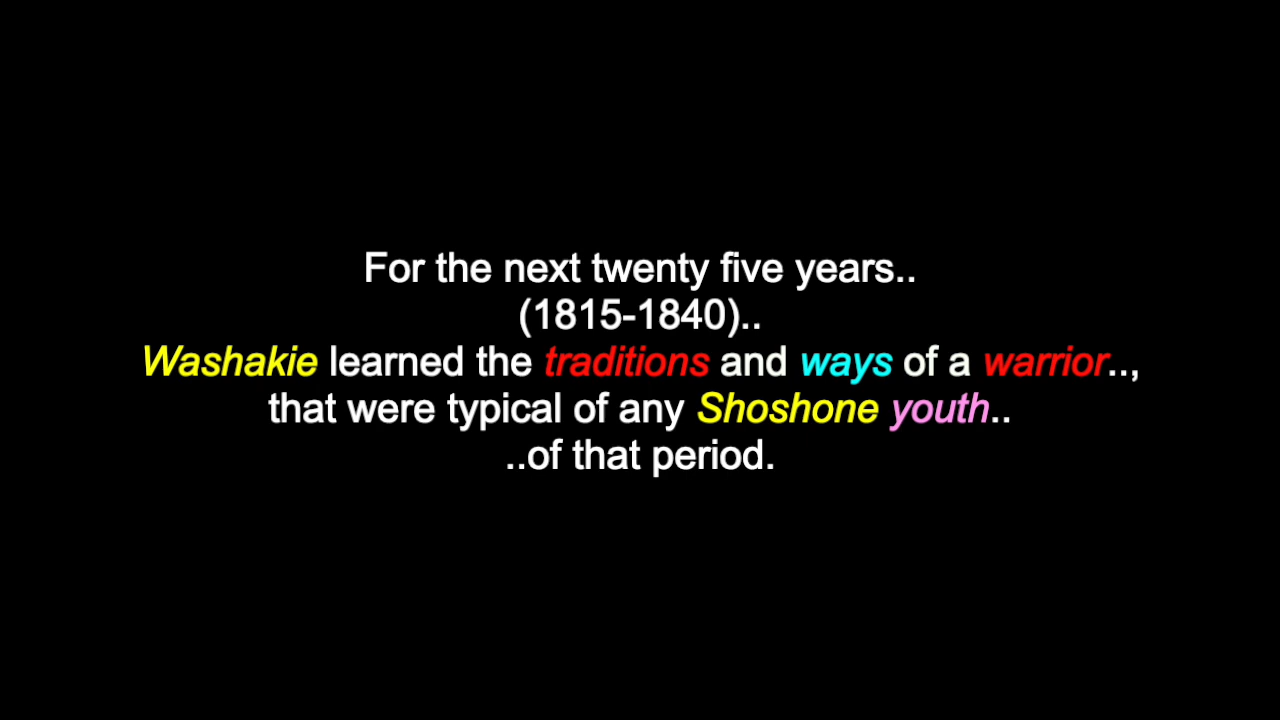 For the next twenty five years..
(1815-1840)..
Washakie learned the traditions and ways of a warrior..,
that were typical of any Shoshone youth..
..of that period.